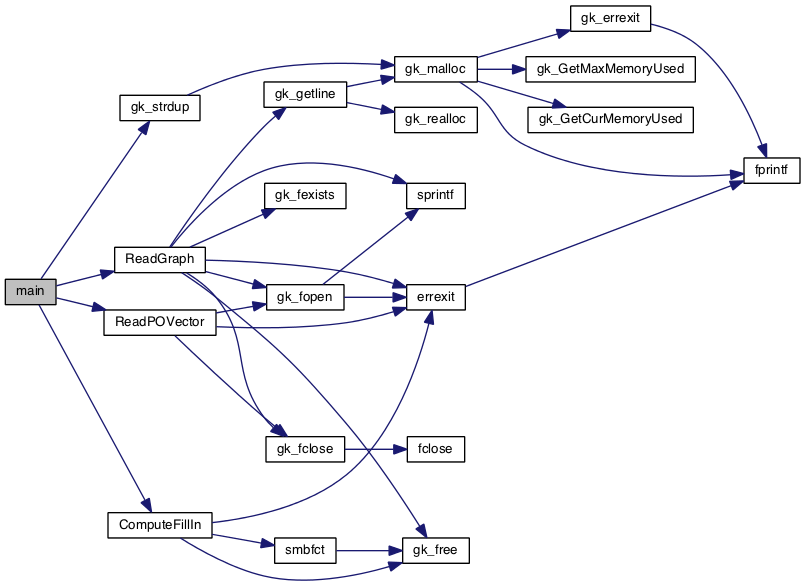 gk_errexit
gk_malloc
gk_GetMaxMemoryUsed
gk_getline
gk_strdup
gk_realloc
gk_GetCurMemoryUsed
fprintf
gk_fexists
sprintf
ReadGraph
main
gk_fopen
errexit
ReadPOVector
gk_fclose
fclose
ComputeFillIn
smbfct
gk_free